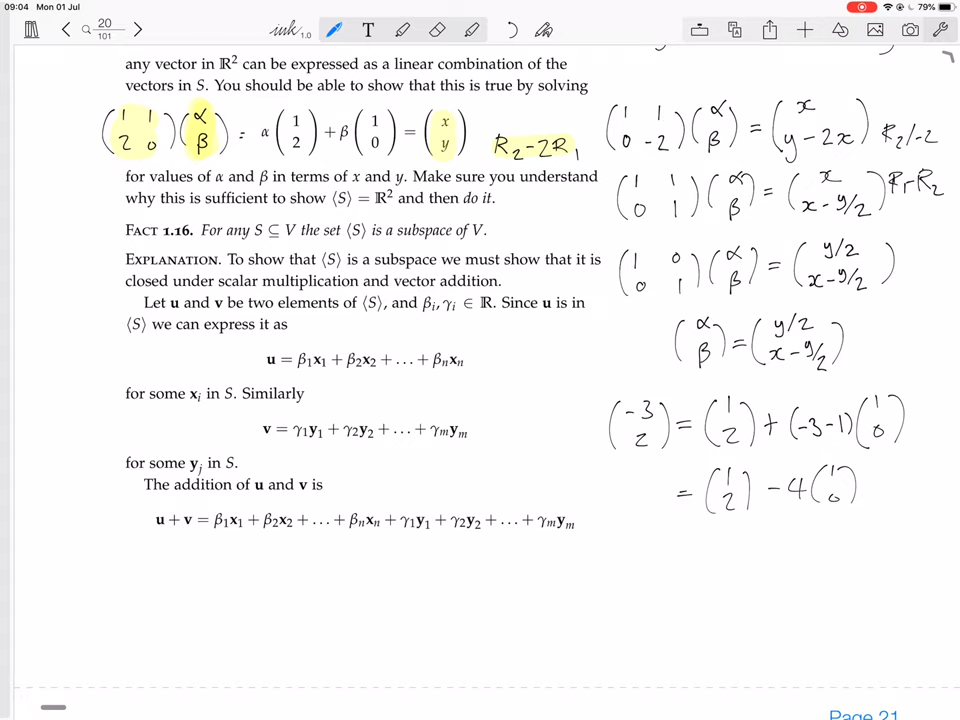 09:04 Mon 01 Jul
79%
20
101
ink 1.0
T
any vector in ℝ² can be expressed as a linear combination of the
vectors in S. You should be able to show that this is true by solving
(1 1; 2 0)(α; β) = α(1; 2) + β(1; 0) = (x; y) R₂-2R₁
for values of α and β in terms of x and y. Make sure you understand
why this is sufficient to show ⟨S⟩ = ℝ² and then do it.
FACT 1.16. For any S ⊆ V the set ⟨S⟩ is a subspace of V.
EXPLANATION. To show that ⟨S⟩ is a subspace we must show that it is
closed under scalar multiplication and vector addition.
Let u and v be two elements of ⟨S⟩, and βᵢ, γᵢ ∈ ℝ. Since u is in
⟨S⟩ we can express it as
u = β₁x₁ + β₂x₂ + … + βₙxₙ
for some xᵢ in S. Similarly
v = γ₁y₁ + γ₂y₂ + … + γₘyₘ
for some yⱼ in S.
The addition of u and v is
u + v = β₁x₁ + β₂x₂ + … + βₙxₙ + γ₁y₁ + γ₂y₂ + … + γₘyₘ
(1 1; 0 -2)(α; β) = (x; y-2x) R₂/-2
(1 1; 0 1)(α; β) = (x; x-y/2) R₁-R₂
(1 0; 0 1)(α; β) = (y/2; x-y/2)
(α; β) = (y/2; x-y/2)
(-3; 2) = (1; 2) + (-3-1)(1; 0)
= (1; 2) - 4(1; 0)
Page 21